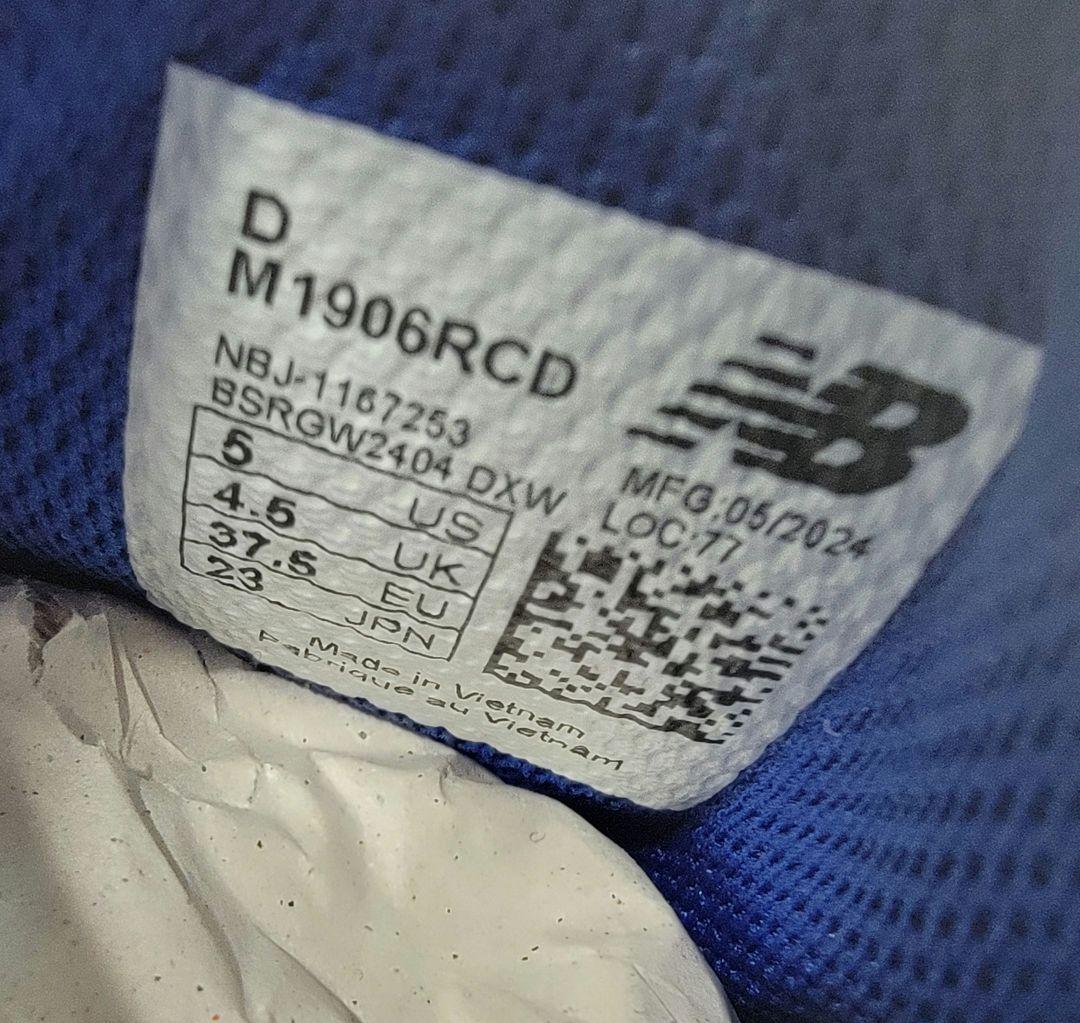 D
M1906RCD
NBJ-1167253
BSRGW2404 DXW
5 US
4.5 UK
37.5 EU
23 JPN
Made in Vietnam
Fabriqué au Vietnam
NB
MFG:05/2024
LOC:77